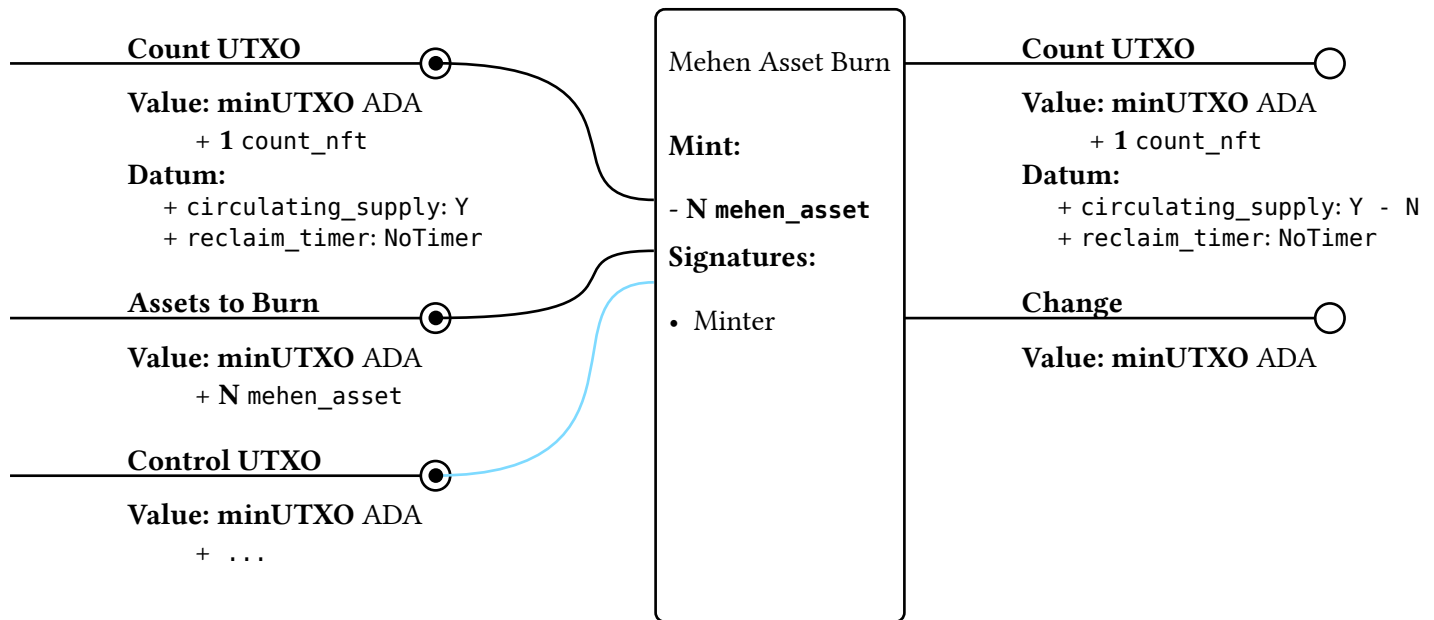 Count UTXO
Value: minUTXO ADA
+ 1 count_nft
Datum:
+ circulating_supply: Y
+ reclaim_timer: NoTimer
Assets to Burn
Value: minUTXO ADA
+ N mehen_asset
Control UTXO
Value: minUTXO ADA
+ ...
Mehen Asset Burn
Mint:
- N mehen_asset
Signatures:
• Minter
Count UTXO
Value: minUTXO ADA
+ 1 count_nft
Datum:
+ circulating_supply: Y - N
+ reclaim_timer: NoTimer
Change
Value: minUTXO ADA